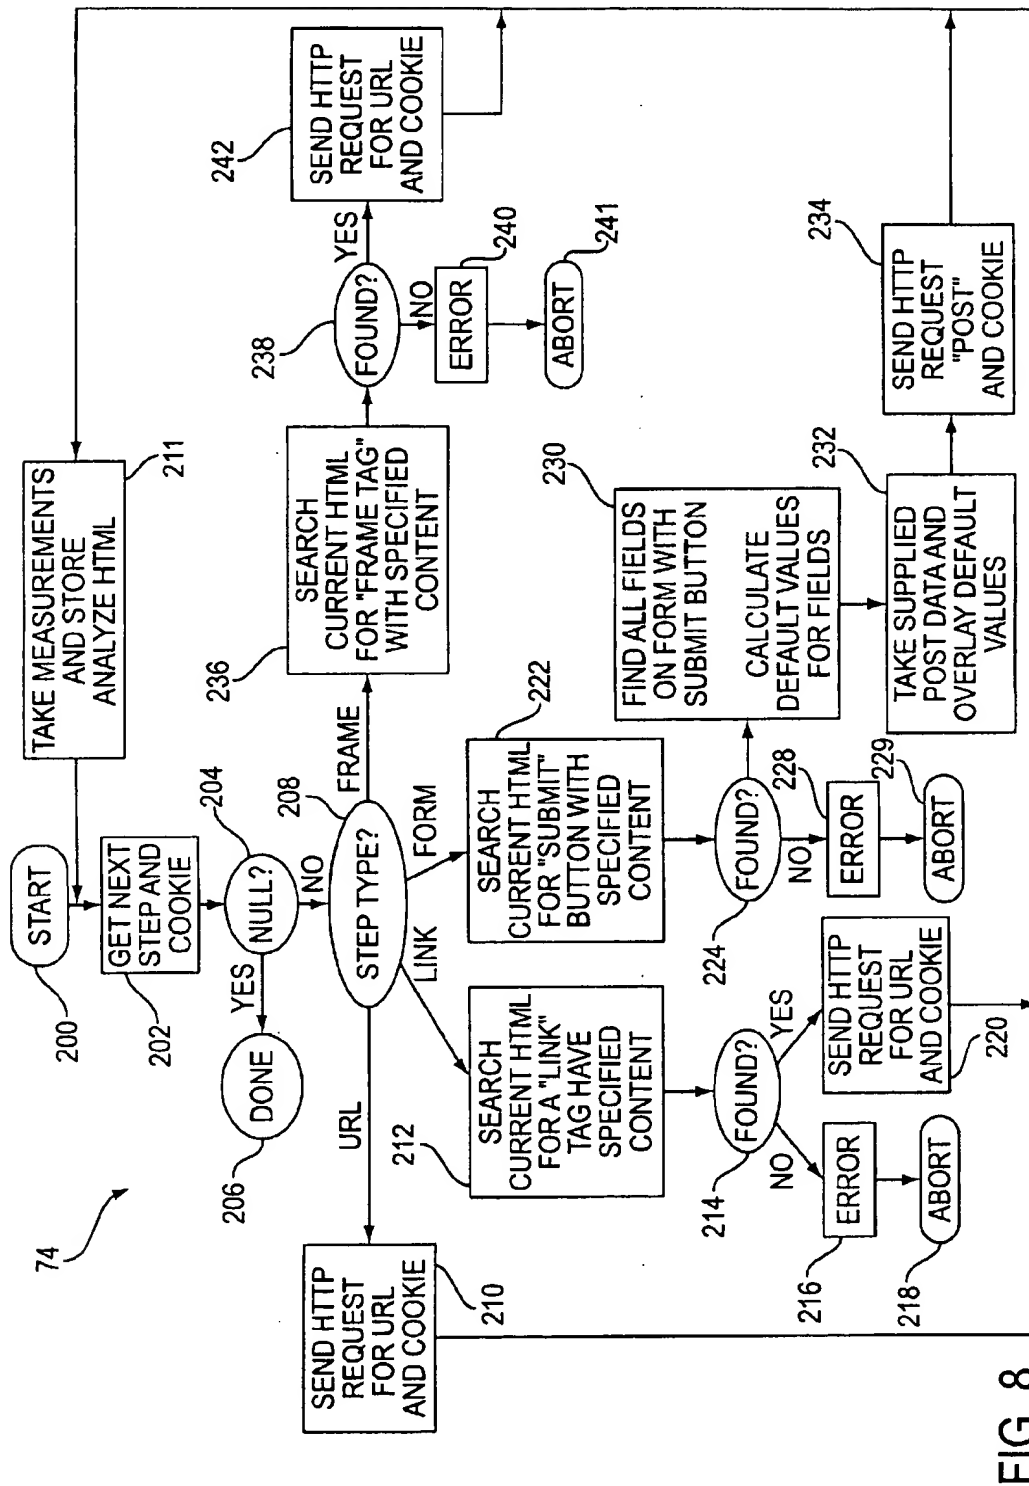 74
START
200
GET NEXT
STEP AND
COOKIE
202
NULL?
204
YES
DONE
206
NO
STEP TYPE?
208
TAKE MEASUREMENTS
AND STORE
ANALYZE HTML
211
URL
SEND HTTP
REQUEST
FOR URL
AND COOKIE
210
LINK
SEARCH
CURRENT HTML
FOR A "LINK"
TAG HAVE
SPECIFIED
CONTENT
212
FOUND?
214
NO
ERROR
216
ABORT
218
YES
SEND HTTP
REQUEST
FOR URL
AND COOKIE
220
FORM
SEARCH
CURRENT HTML
FOR "SUBMIT"
BUTTON WITH
SPECIFIED
CONTENT
222
FOUND?
224
NO
ERROR
228
ABORT
229
FIND ALL FIELDS
ON FORM WITH
SUBMIT BUTTON
CALCULATE
DEFAULT VALUES
FOR FIELDS
230
TAKE SUPPLIED
POST DATA AND
OVERLAY DEFAULT
VALUES
232
SEND HTTP
REQUEST
"POST"
AND COOKIE
234
FRAME
SEARCH
CURRENT HTML
FOR "FRAME TAG"
WITH SPECIFIED
CONTENT
236
FOUND?
238
NO
ERROR
240
ABORT
241
YES
SEND HTTP
REQUEST
FOR URL
AND COOKIE
242
FIG. 8